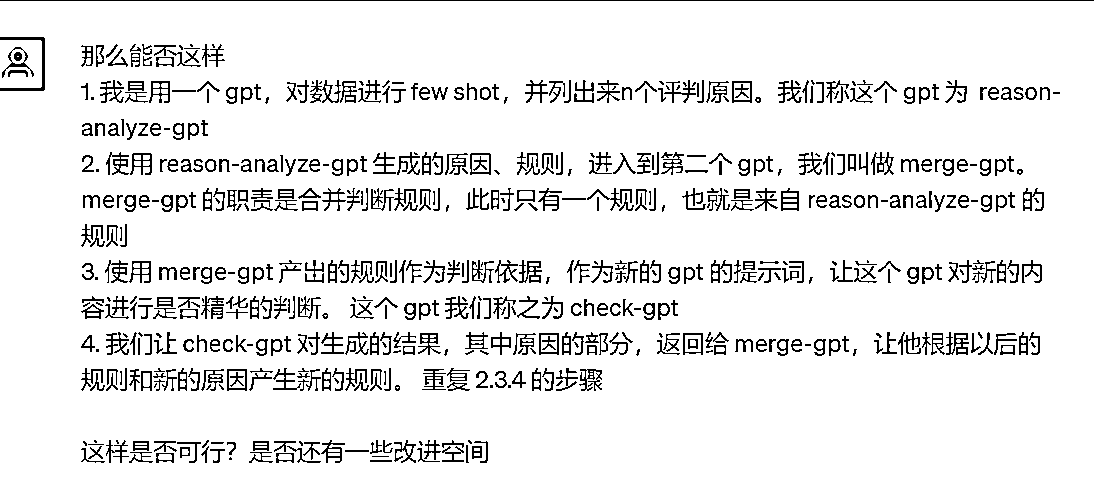 那么能否这样
1. 我是用一个 gpt，对数据进行 few shot，并列出来n个评判原因。我们称这个 gpt 为 reason-
analyze-gpt
2. 使用 reason-analyze-gpt 生成的原因、规则，进入到第二个 gpt，我们叫做 merge-gpt。
merge-gpt 的职责是合并判断规则，此时只有一个规则，也就是来自 reason-analyze-gpt 的
规则
3. 使用 merge-gpt 产出的规则作为判断依据，作为新的 gpt 的提示词，让这个 gpt 对新的内
容进行是否精华的判断。 这个 gpt 我们称之为 check-gpt
4. 我们让 check-gpt 对生成的结果，其中原因的部分，返回给 merge-gpt，让他根据以后的
规则和新的原因产生新的规则。 重复 2.3.4 的步骤
这样是否可行？是否还有一些改进空间